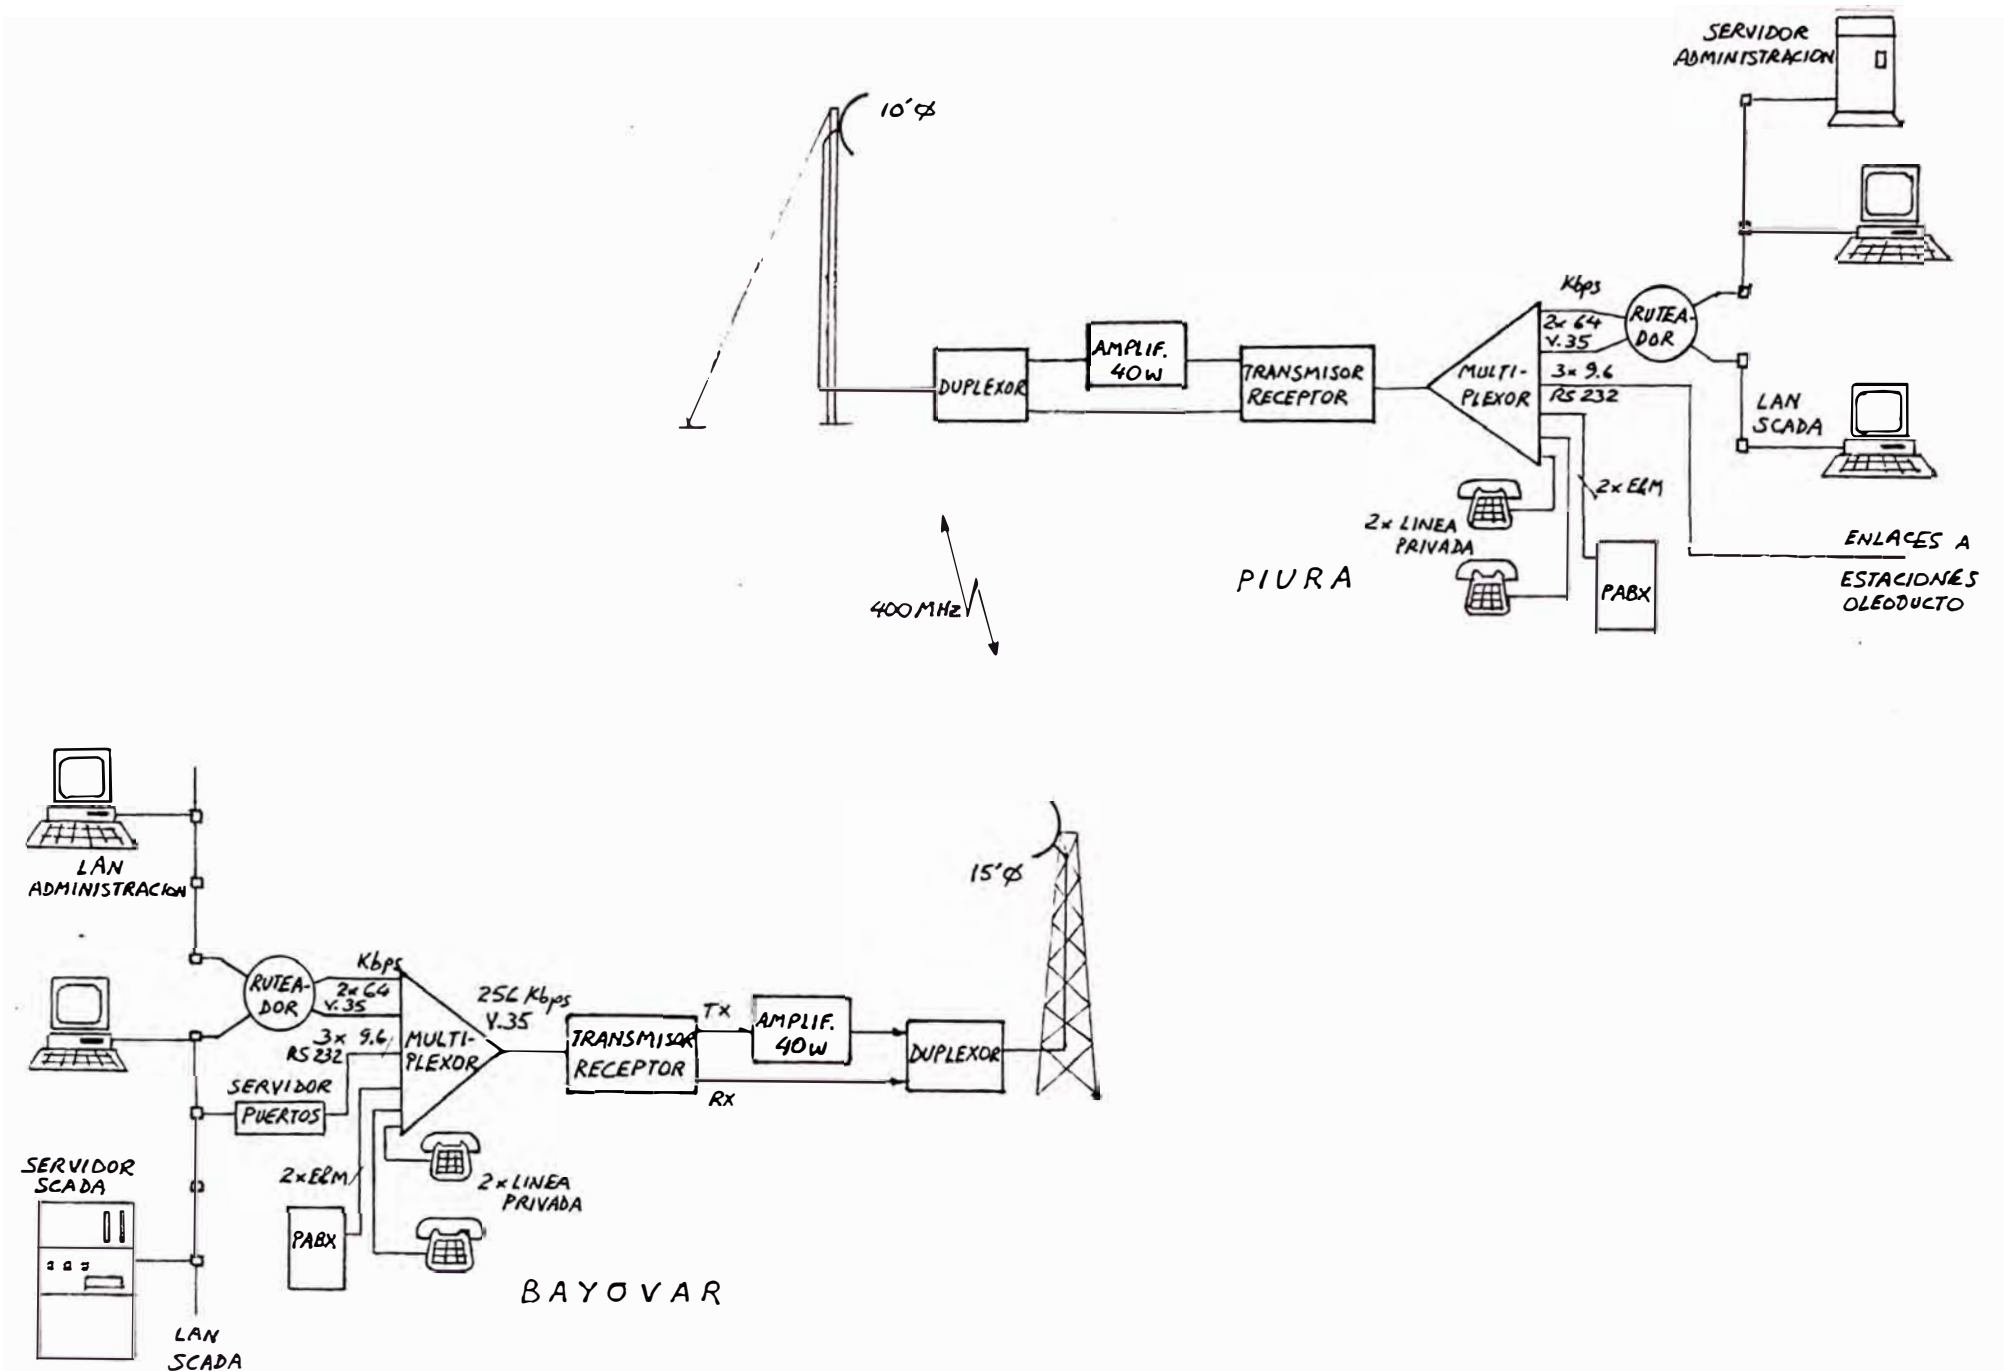 SERVIDOR
ADMINISTRACION
10'Ø
Kbps
2x 64
V.35
RUTEA-
DOR
AMPLIF.
40W
DUPLEXOR
TRANSMISOR
RECEPTOR
MULTI-
PLEXOR
3x 9.6
RS 232
LAN
SCADA
2x E&M
2x LINEA
PRIVADA
PABX
ENLACES A
ESTACIONES
OLEODUCTO
PIURA
400 MHz
LAN
ADMINISTRACION
15'Ø
RUTEA-
DOR
Kbps
2x 64
V.35
3x 9.6
RS 232
MULTI-
PLEXOR
256 Kbps
V.35
TRANSMISOR
RECEPTOR
TX
RX
AMPLIF.
40W
DUPLEXOR
SERVIDOR
PUERTOS
SERVIDOR
SCADA
2x E&M
2x LINEA
PRIVADA
PABX
BAYOVAR
LAN
SCADA